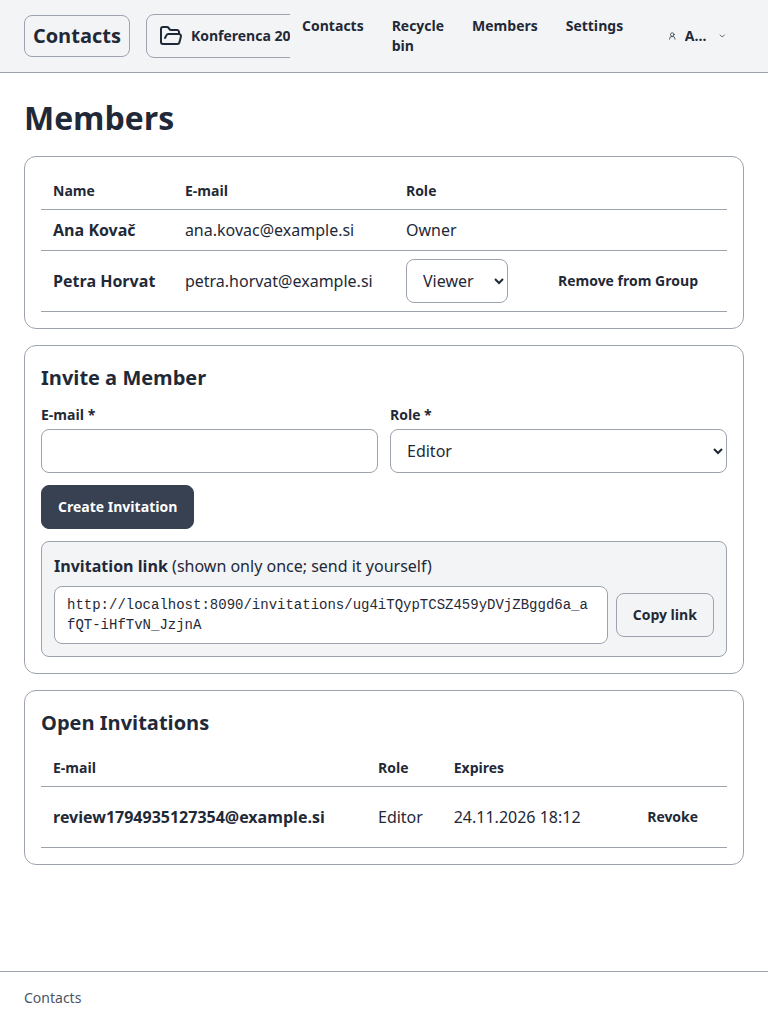 Contacts
Konferenca 20
Contacts
Recycle
bin
Members
Settings
A...
Members
Name E-mail Role
Ana Kovač ana.kovac@example.si Owner
Petra Horvat petra.horvat@example.si Viewer Remove from Group
Invite a Member
E-mail * Role *
Editor
Create Invitation
Invitation link (shown only once; send it yourself)
http://localhost:8090/invitations/ug4iTQypTCSZ459yDVjZBggd6a_a
fQT-iHfTvN_JzjnA
Copy link
Open Invitations
E-mail Role Expires
review1794935127354@example.si Editor 24.11.2026 18:12 Revoke
Contacts